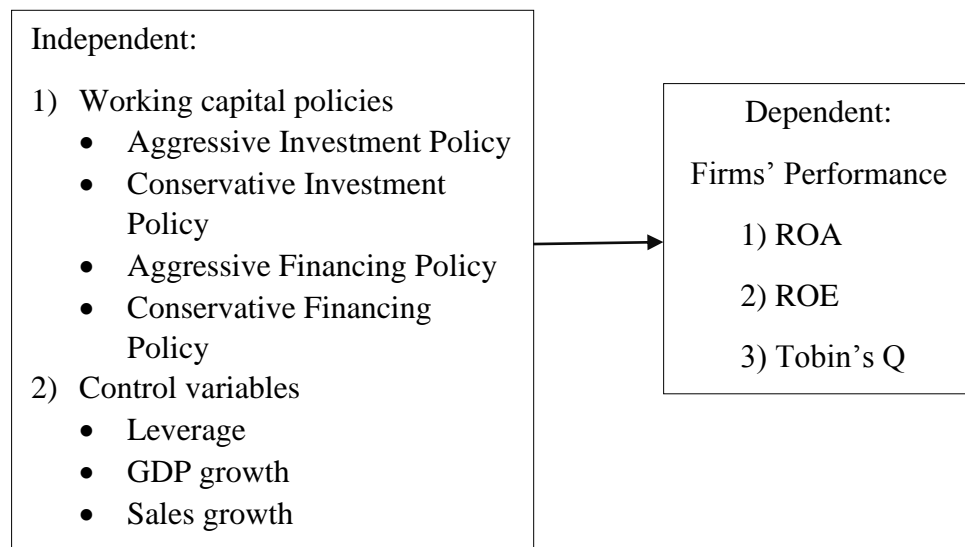 Independent:
1) Working capital policies
• Aggressive Investment Policy
• Conservative Investment
Policy
• Aggressive Financing Policy
• Conservative Financing
Policy
2) Control variables
• Leverage
• GDP growth
• Sales growth
Dependent:
Firms’ Performance
1) ROA
2) ROE
3) Tobin’s Q